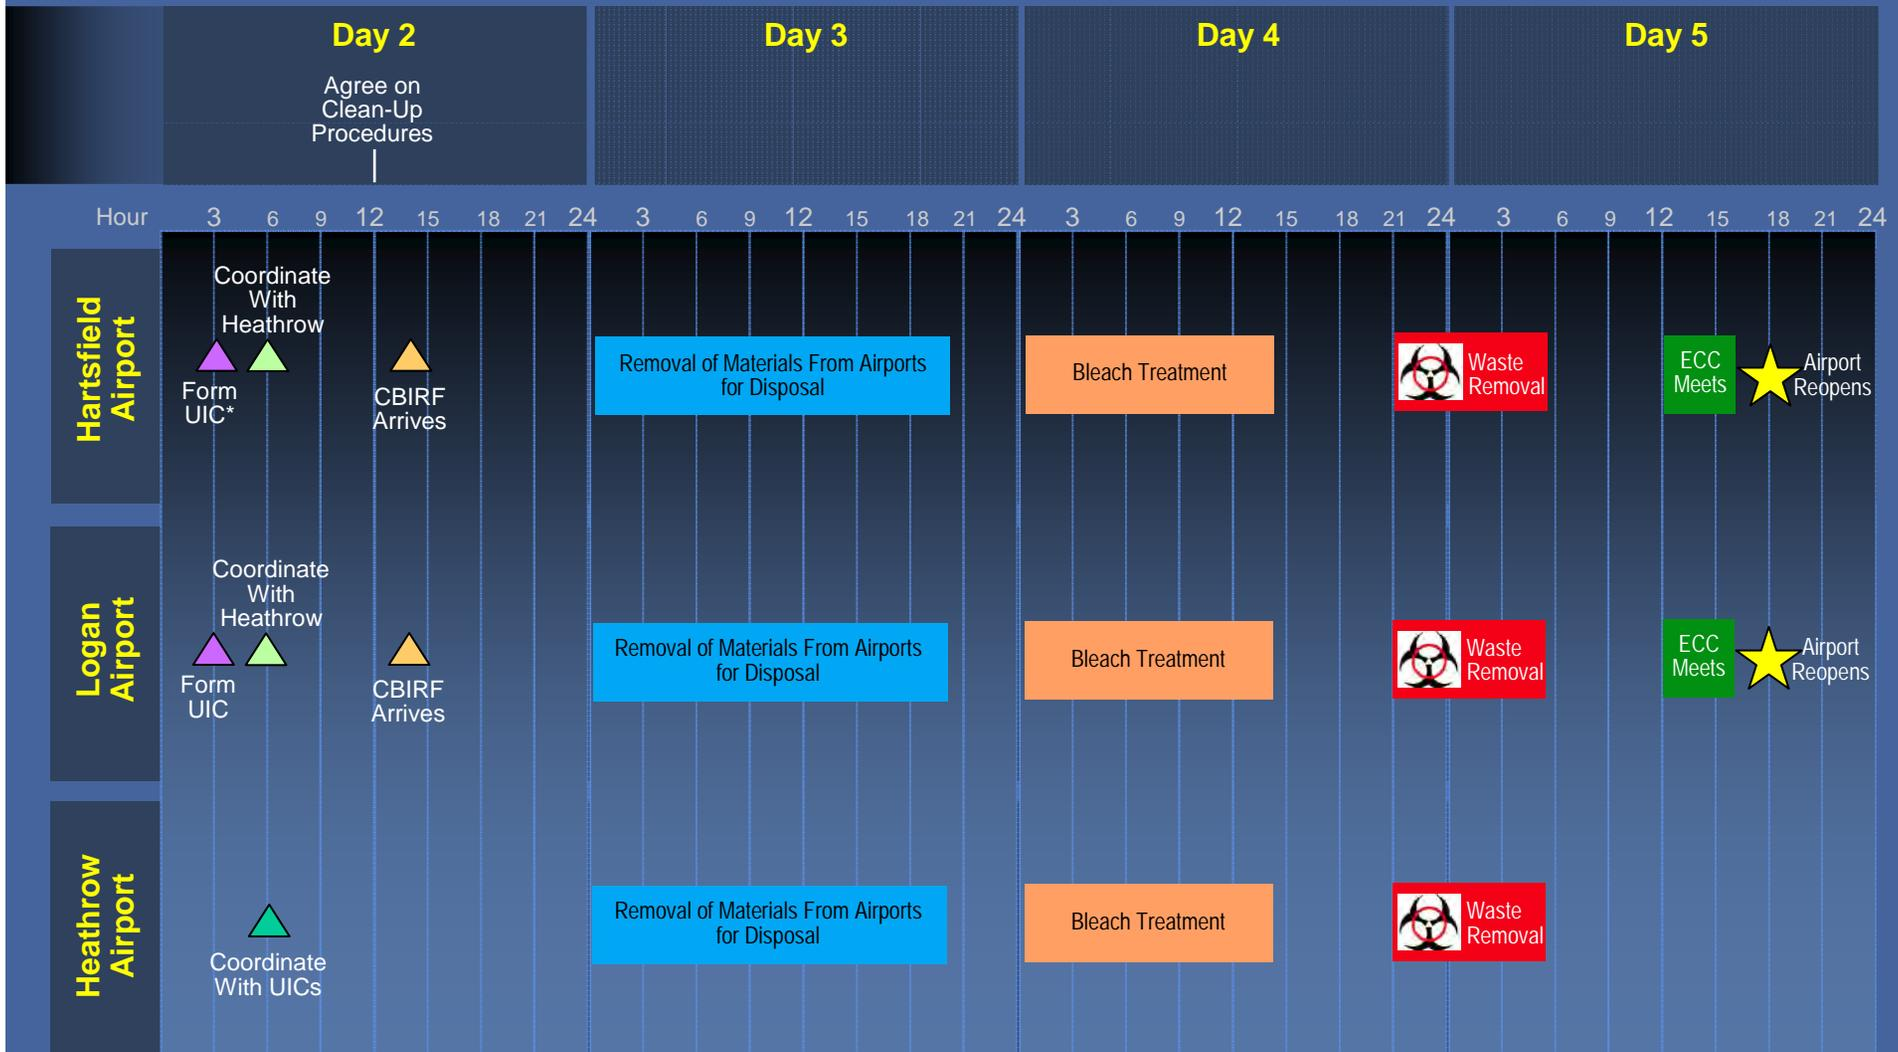 Day 2
Day 3
Day 4
Day 5
Agree on
Clean-Up
Procedures
Hour 3 6 9 12 15 18 21 24 3 6 9 12 15 18 21 24 3 6 9 12 15 18 21 24 3 6 9 12 15 18 21 24
Hartsfield
Airport
Coordinate
With
Heathrow
Form
UIC*
CBIRF
Arrives
Removal of Materials From Airports
for Disposal
Bleach Treatment
Waste
Removal
ECC
Meets
Airport
Reopens
Logan
Airport
Coordinate
With
Heathrow
Form
UIC
CBIRF
Arrives
Removal of Materials From Airports
for Disposal
Bleach Treatment
Waste
Removal
ECC
Meets
Airport
Reopens
Heathrow
Airport
Coordinate
With UICs
Removal of Materials From Airports
for Disposal
Bleach Treatment
Waste
Removal